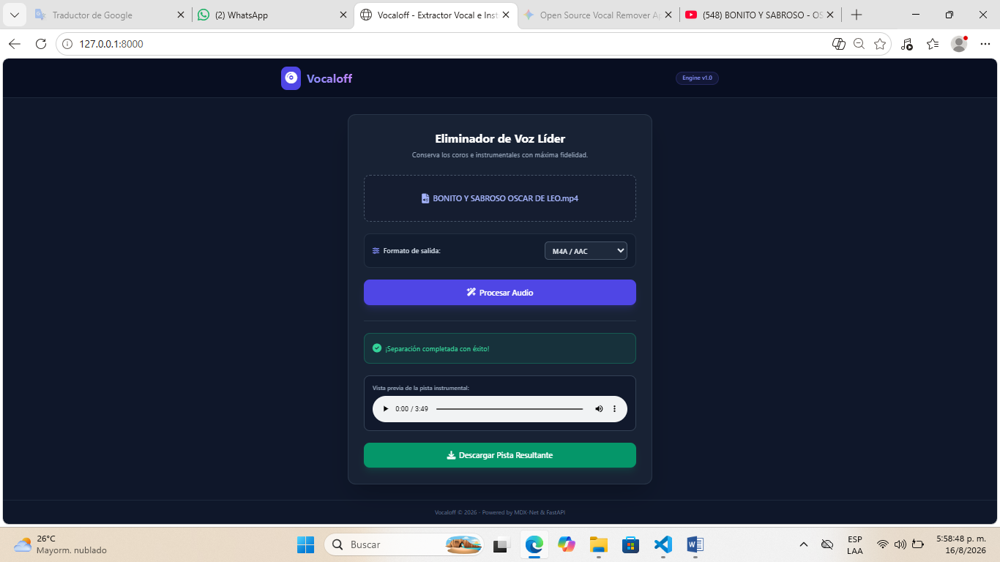 Traductor de Google
(2) WhatsApp
Vocaloff - Extractor Vocal e Inst
Open Source Vocal Remover Ap
(548) BONITO Y SABROSO - OS
127.0.0.1:8000
Vocaloff
Engine v1.0
Eliminador de Voz Líder
Conserva los coros e instrumentales con máxima fidelidad.
BONITO Y SABROSO OSCAR DE LEO.mp4
Formato de salida:
M4A / AAC
Procesar Audio
¡Separación completada con éxito!
Vista previa de la pista instrumental:
0:00 / 3:49
Descargar Pista Resultante
Vocaloff © 2026 - Powered by MDX-Net & FastAPI
26°C
Mayorm. nublado
Buscar
ESP
LAA
5:58:48 p. m.
16/8/2026